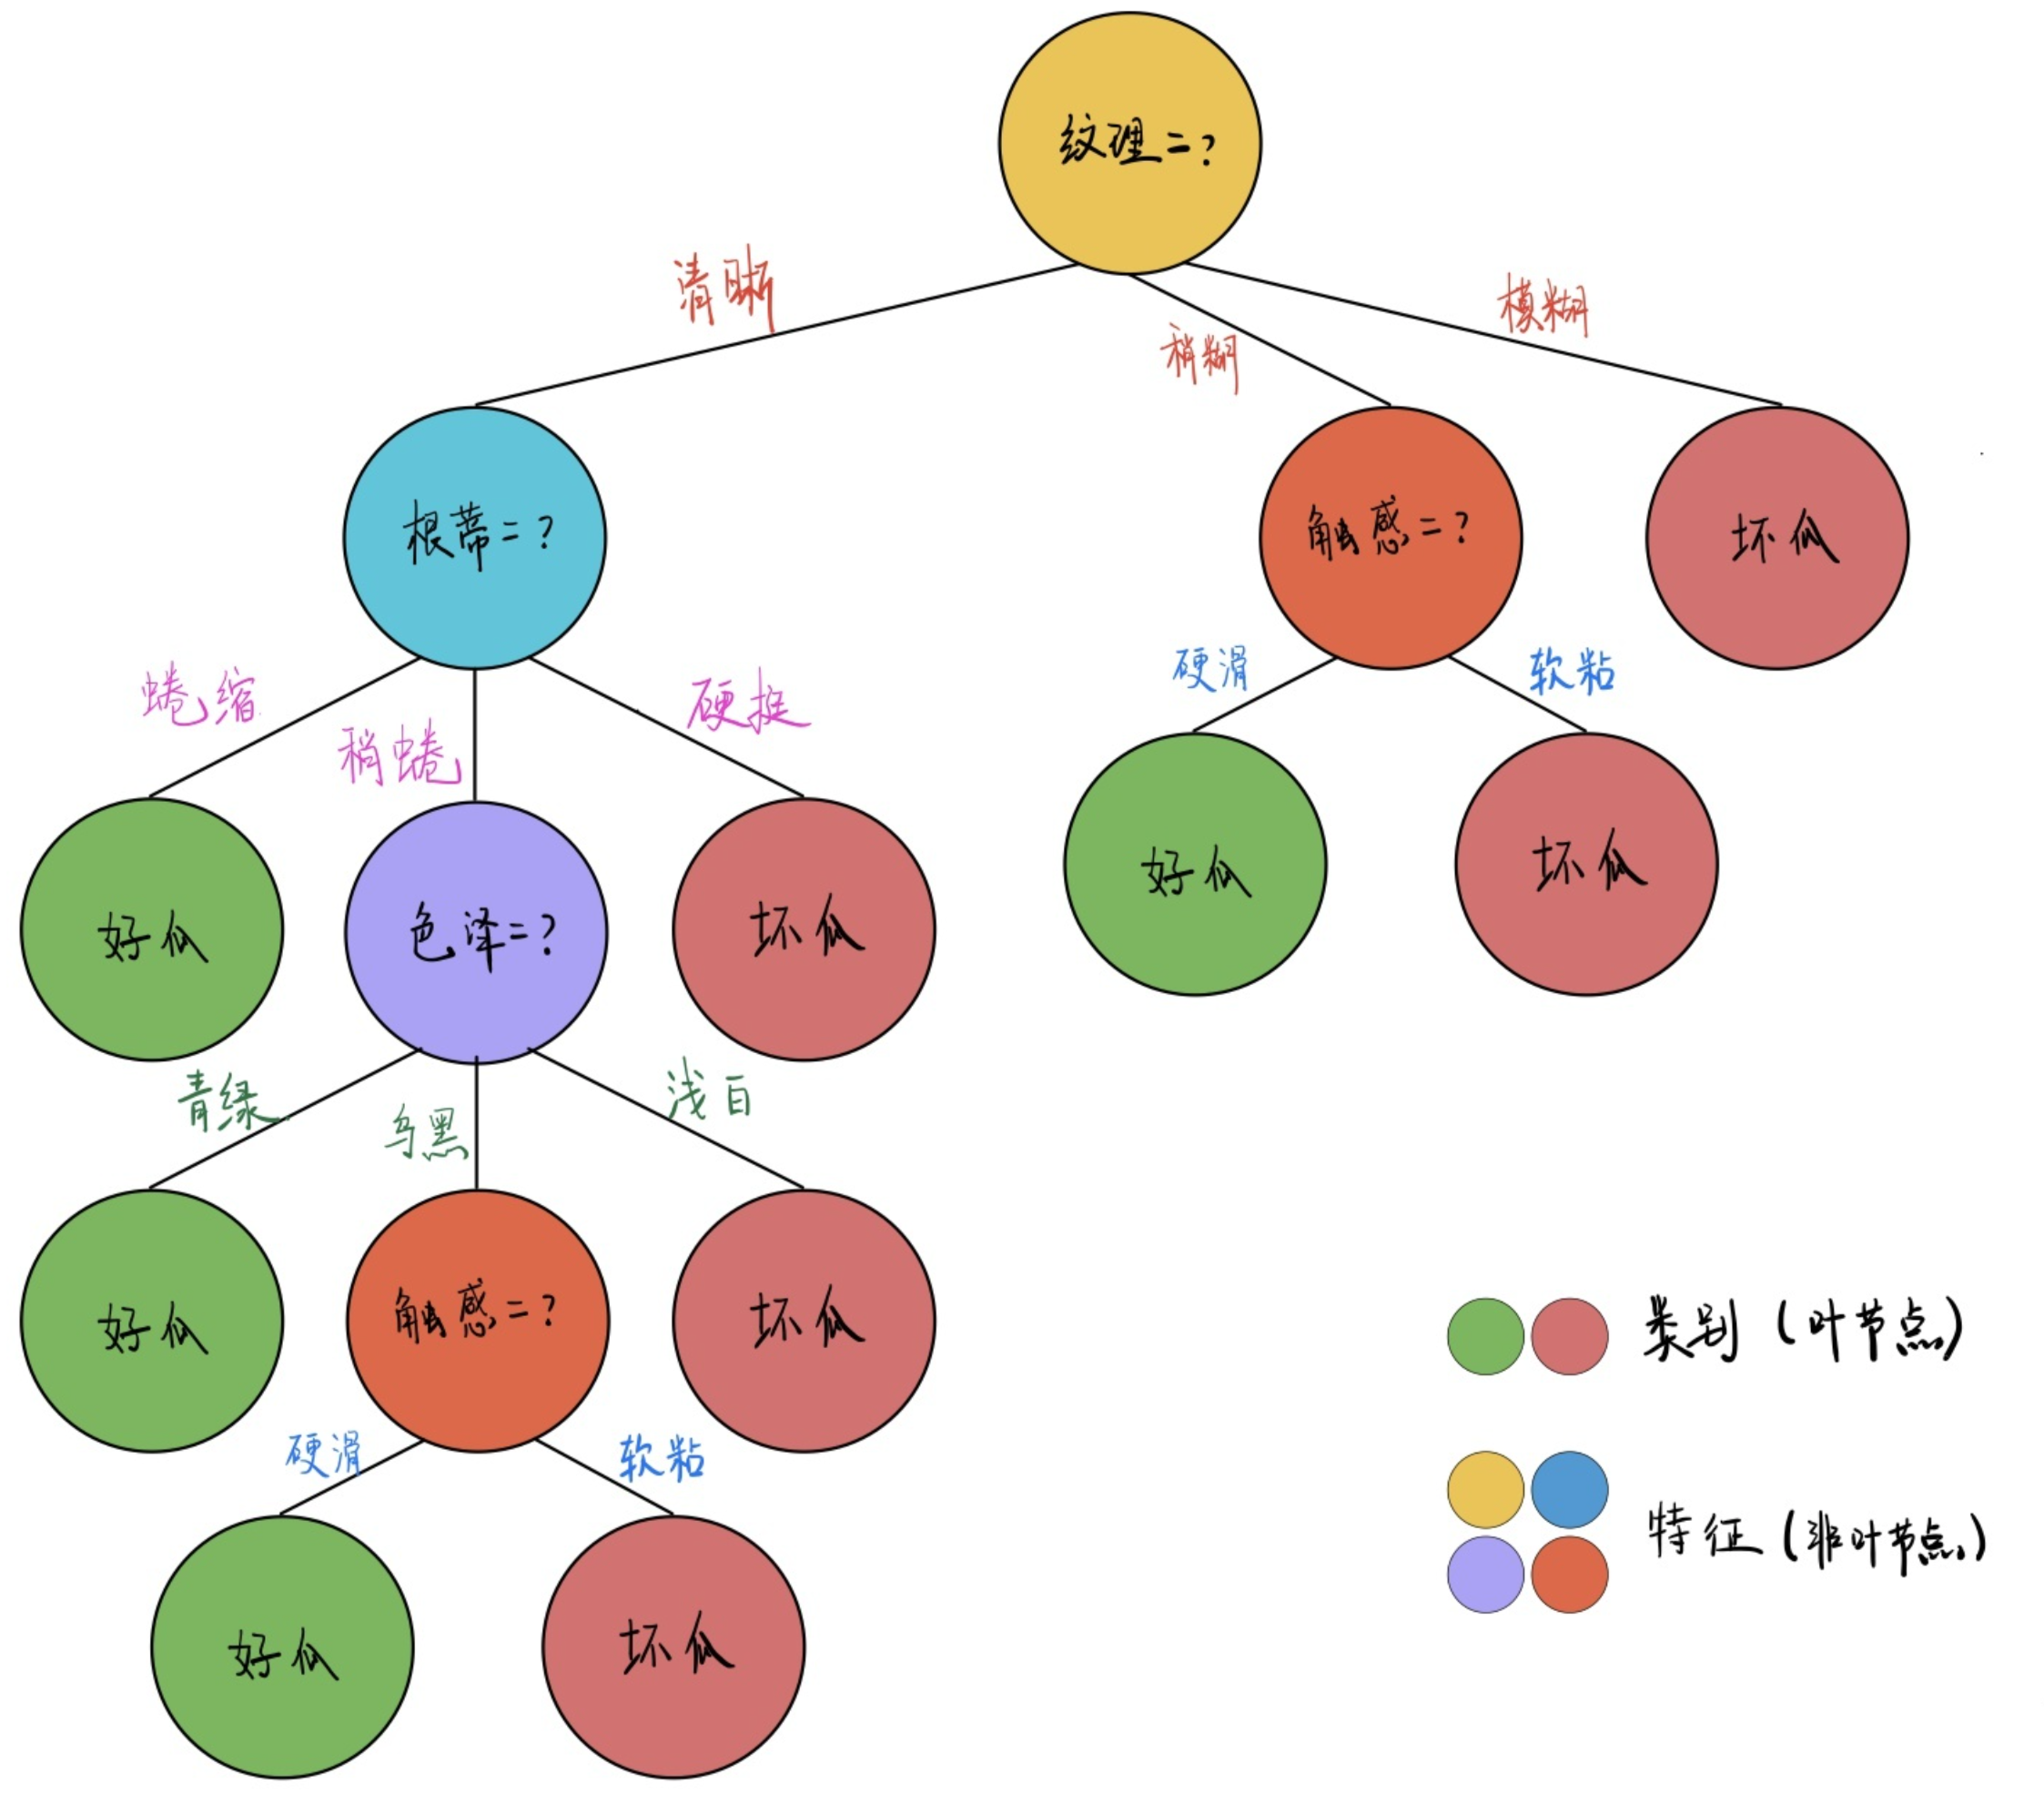 纹理=?
清晰
稍糊
模糊
根蒂=?
触感=?
坏瓜
蜷缩
稍蜷
硬挺
硬滑
软粘
好瓜
色泽=?
坏瓜
好瓜
坏瓜
青绿
乌黑
浅白
好瓜
触感=?
坏瓜
硬滑
软粘
好瓜
坏瓜
类别(叶节点)
特征(非叶节点)